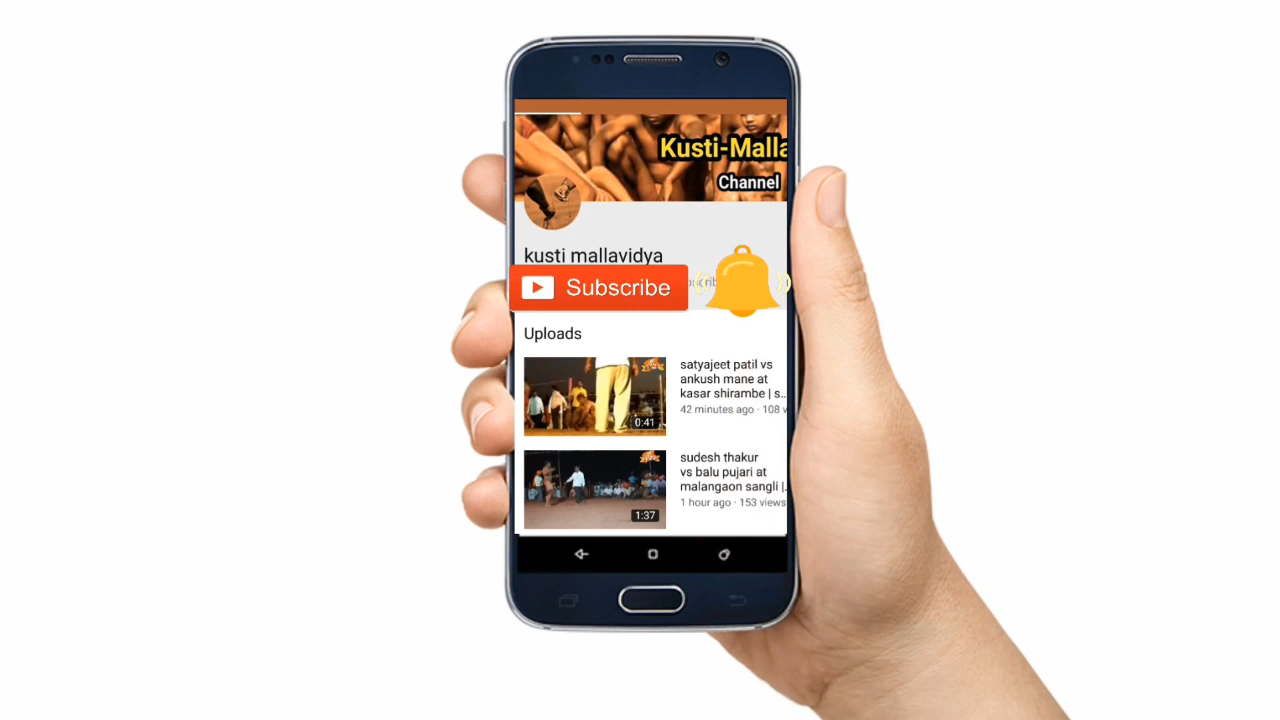 Kusti-Malla
Channel
kusti mallavidya
Subscribe
Uploads
satyajeet patil vs
ankush mane at
kasar shirambe | s..
42 minutes ago · 108 v
0:41
sudesh thakur
vs balu pujari at
malangaon sangli |..
1 hour ago · 153 views
1:37